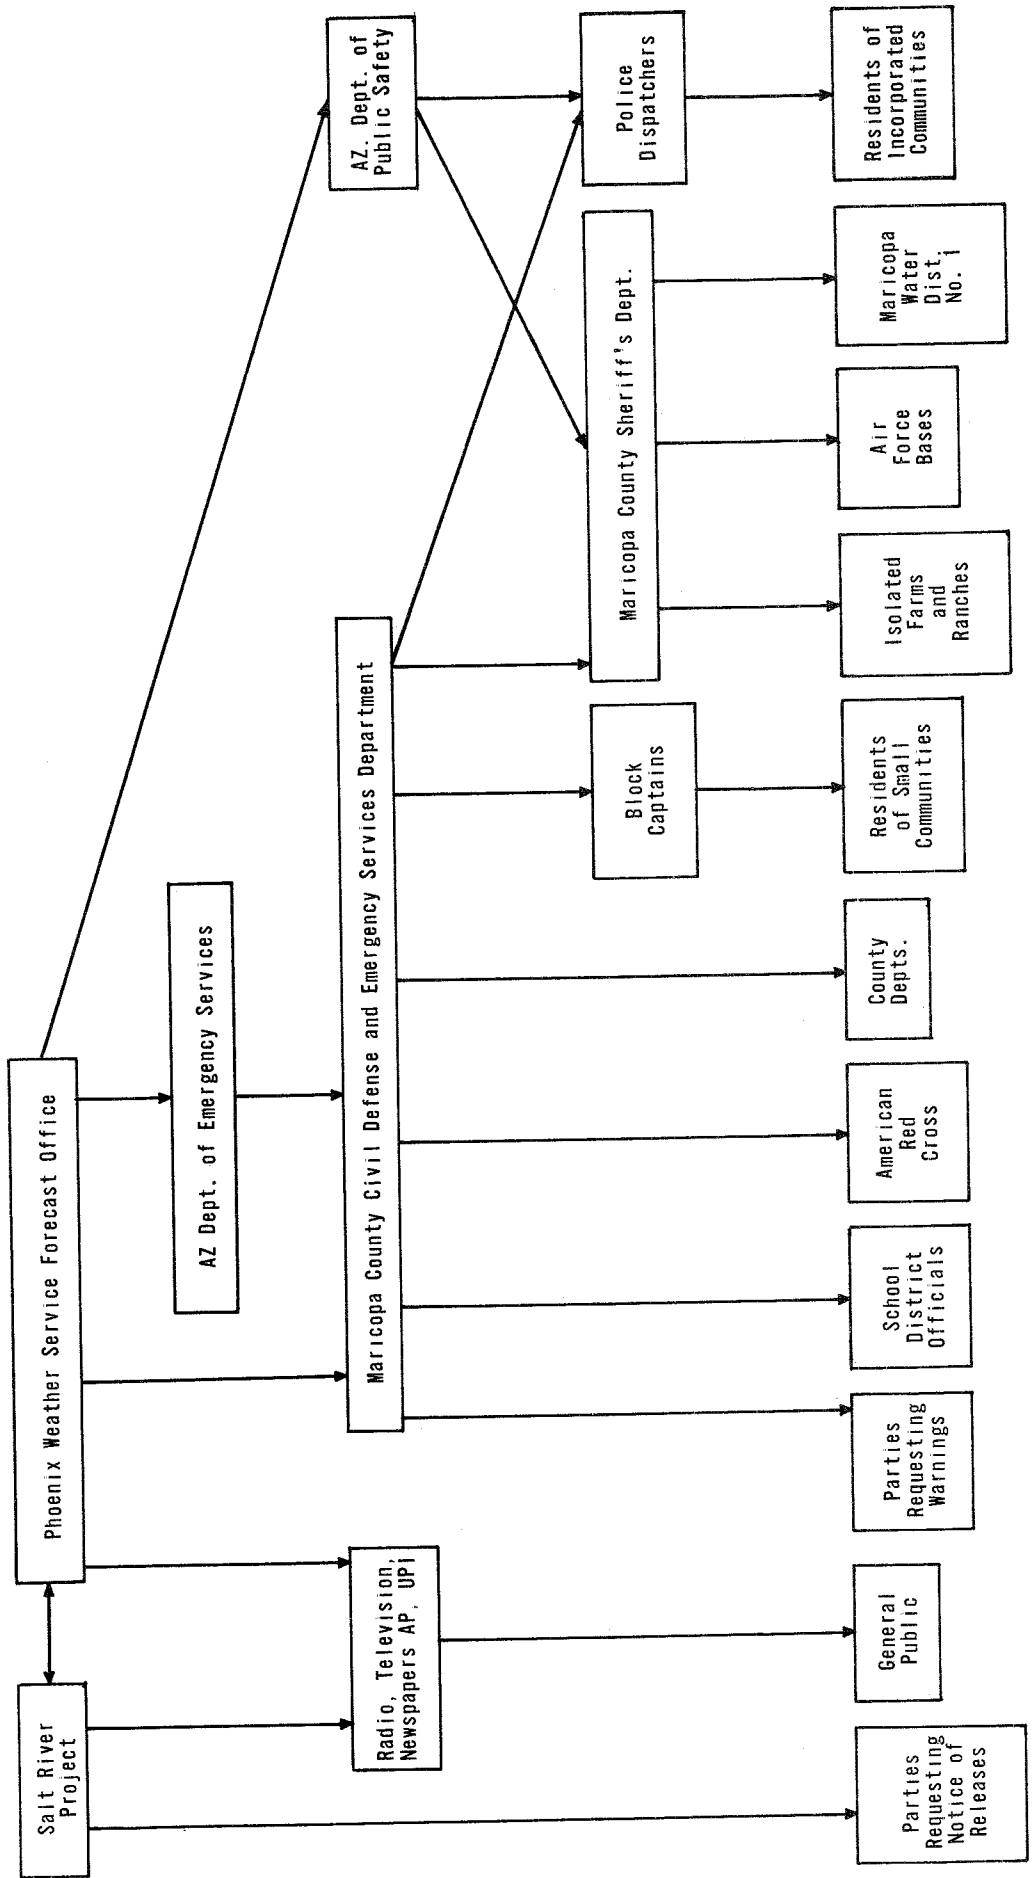 Salt River
Project
Phoenix Weather Service Forecast Office
AZ Dept. of Emergency Services
AZ. Dept. of
Public Safety
Radio, Television,
Newspapers AP, UPI
Maricopa County Civil Defense and Emergency Services Department
Block
Captains
Maricopa County Sheriff's Dept.
Police
Dispatchers
Parties
Requesting
Notice of
Releases
General
Public
Parties
Requesting
Warnings
School
District
Officials
American
Red
Cross
County
Depts.
Residents
of Small
Communities
Isolated
Farms
and
Ranches
Air
Force
Bases
Maricopa
Water
Dist.
No. 1
Residents of
Incorporated
Communities